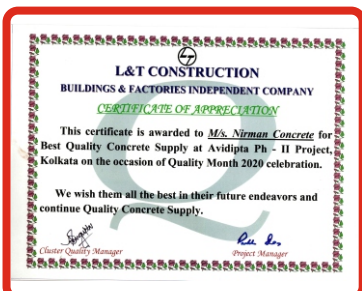 L&T CONSTRUCTION
BUILDINGS & FACTORIES INDEPENDENT COMPANY
CERTIFICATE OF APPRECIATION
This certificate is awarded to M/s. Nirman Concrete for
Best Quality Concrete Supply at Avidipta Ph - II Project,
Kolkata on the occasion of Quality Month 2020 celebration.
We wish them all the best in their future endeavors and
continue Quality Concrete Supply.
Cluster Quality Manager
Project Manager